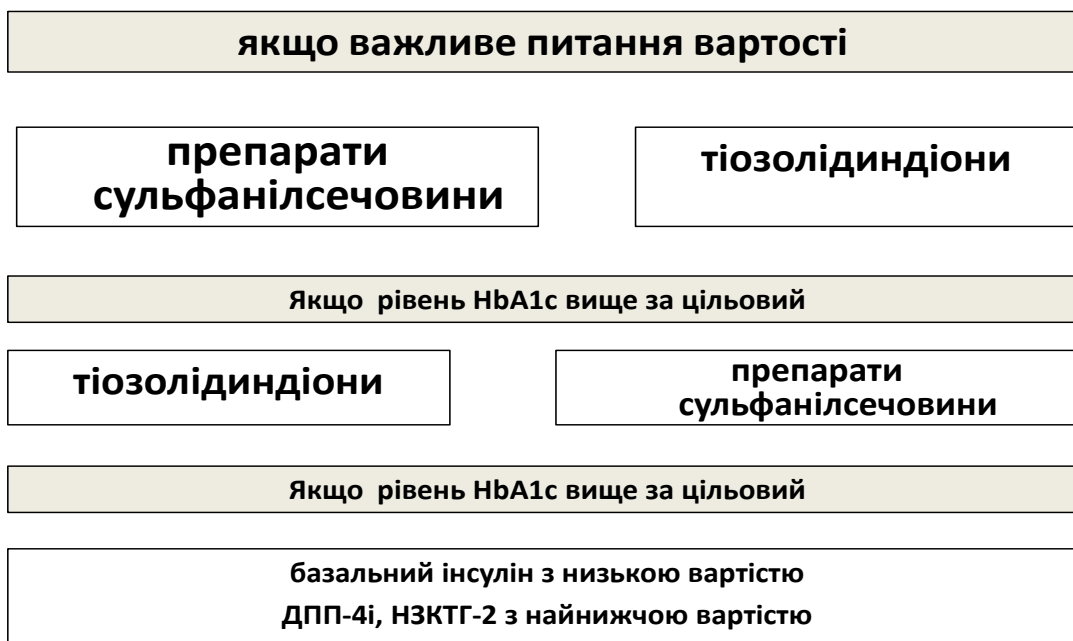 якщо важливе питання вартості
препарати
сульфанілсечовини
тіозолідиндіони
Якщо рівень HbA1c вище за цільовий
тіозолідиндіони
препарати
сульфанілсечовини
Якщо рівень HbA1c вище за цільовий
базальний інсулін з низькою вартістю
ДПП-4і, НЗКТГ-2 з найнижчою вартістю